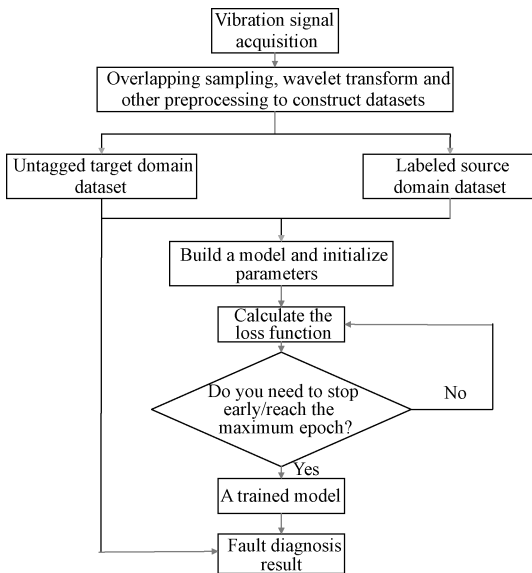 Vibration signal
acquisition
Overlapping sampling, wavelet transform and
other preprocessing to construct datasets
Untagged target domain
dataset
Labeled source
domain dataset
Build a model and initialize
parameters
Calculate the
loss function
Do you need to stop
early/reach the
maximum epoch?
No
Yes
A trained model
Fault diagnosis
result